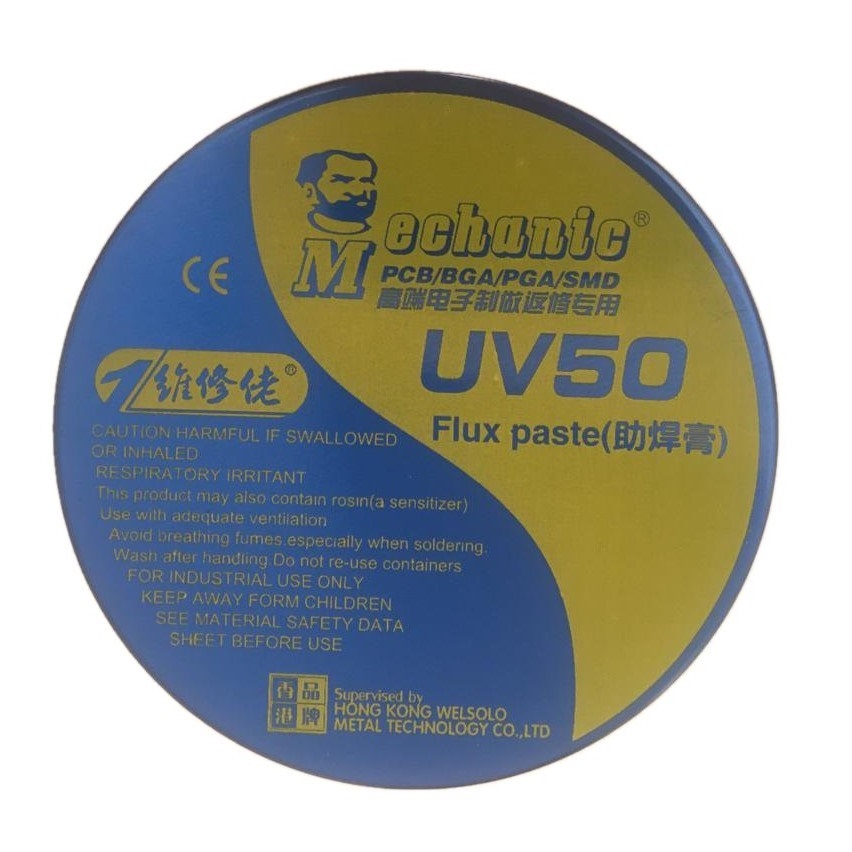 Mechanic®
PCB/BGA/PGA/SMD
高端电子制做返修专用
UV50
Flux paste(助焊膏)
CE
维修佬®
CAUTION HARMFUL IF SWALLOWED
OR INHALED
RESPIRATORY IRRITANT
This product may also contain rosin(a sensitizer)
Use with adequate ventilation
Avoid breathing fumes.especially when soldering.
Wash after handling Do not re-use containers
FOR INDUSTRIAL USE ONLY
KEEP AWAY FORM CHILDREN
SEE MATERIAL SAFETY DATA
SHEET BEFORE USE
香港品牌
Supervised by
HONG KONG WELSOLO
METAL TECHNOLOGY CO.,LTD